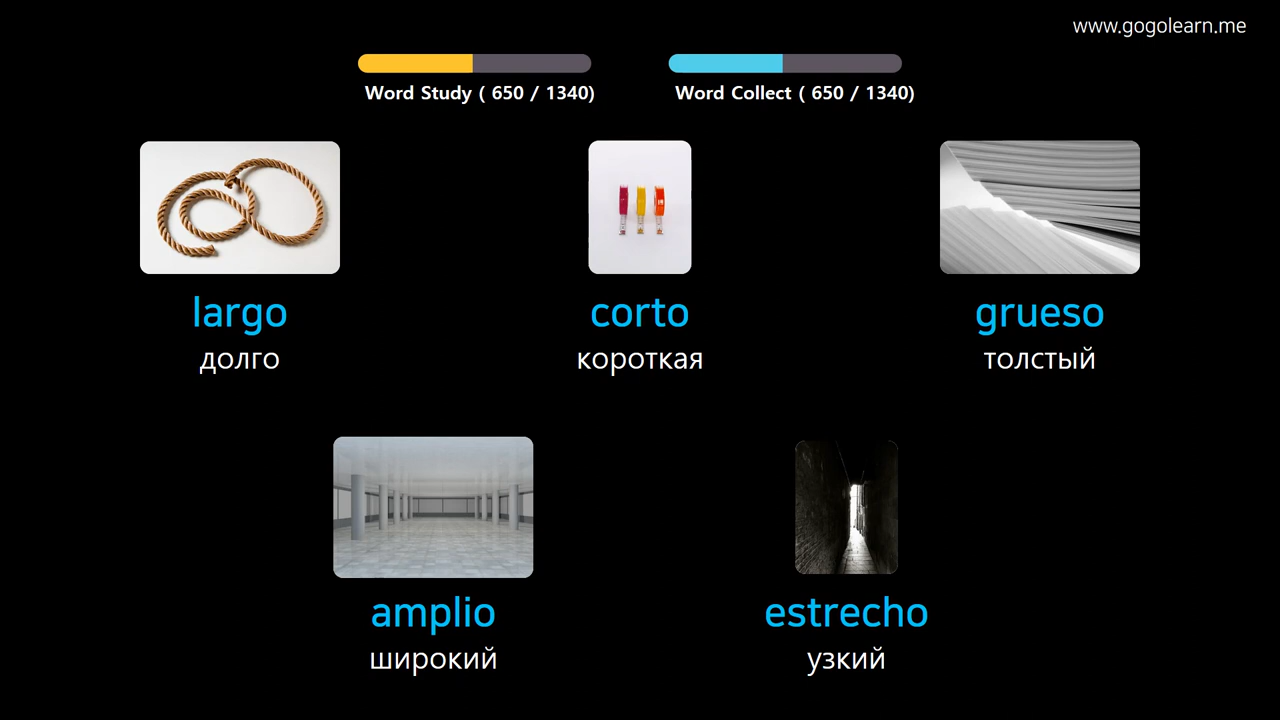 www.gogolearn.me
Word Study ( 650 / 1340)
Word Collect ( 650 / 1340)
largo
долго
corto
короткая
grueso
толстый
amplio
широкий
estrecho
узкий